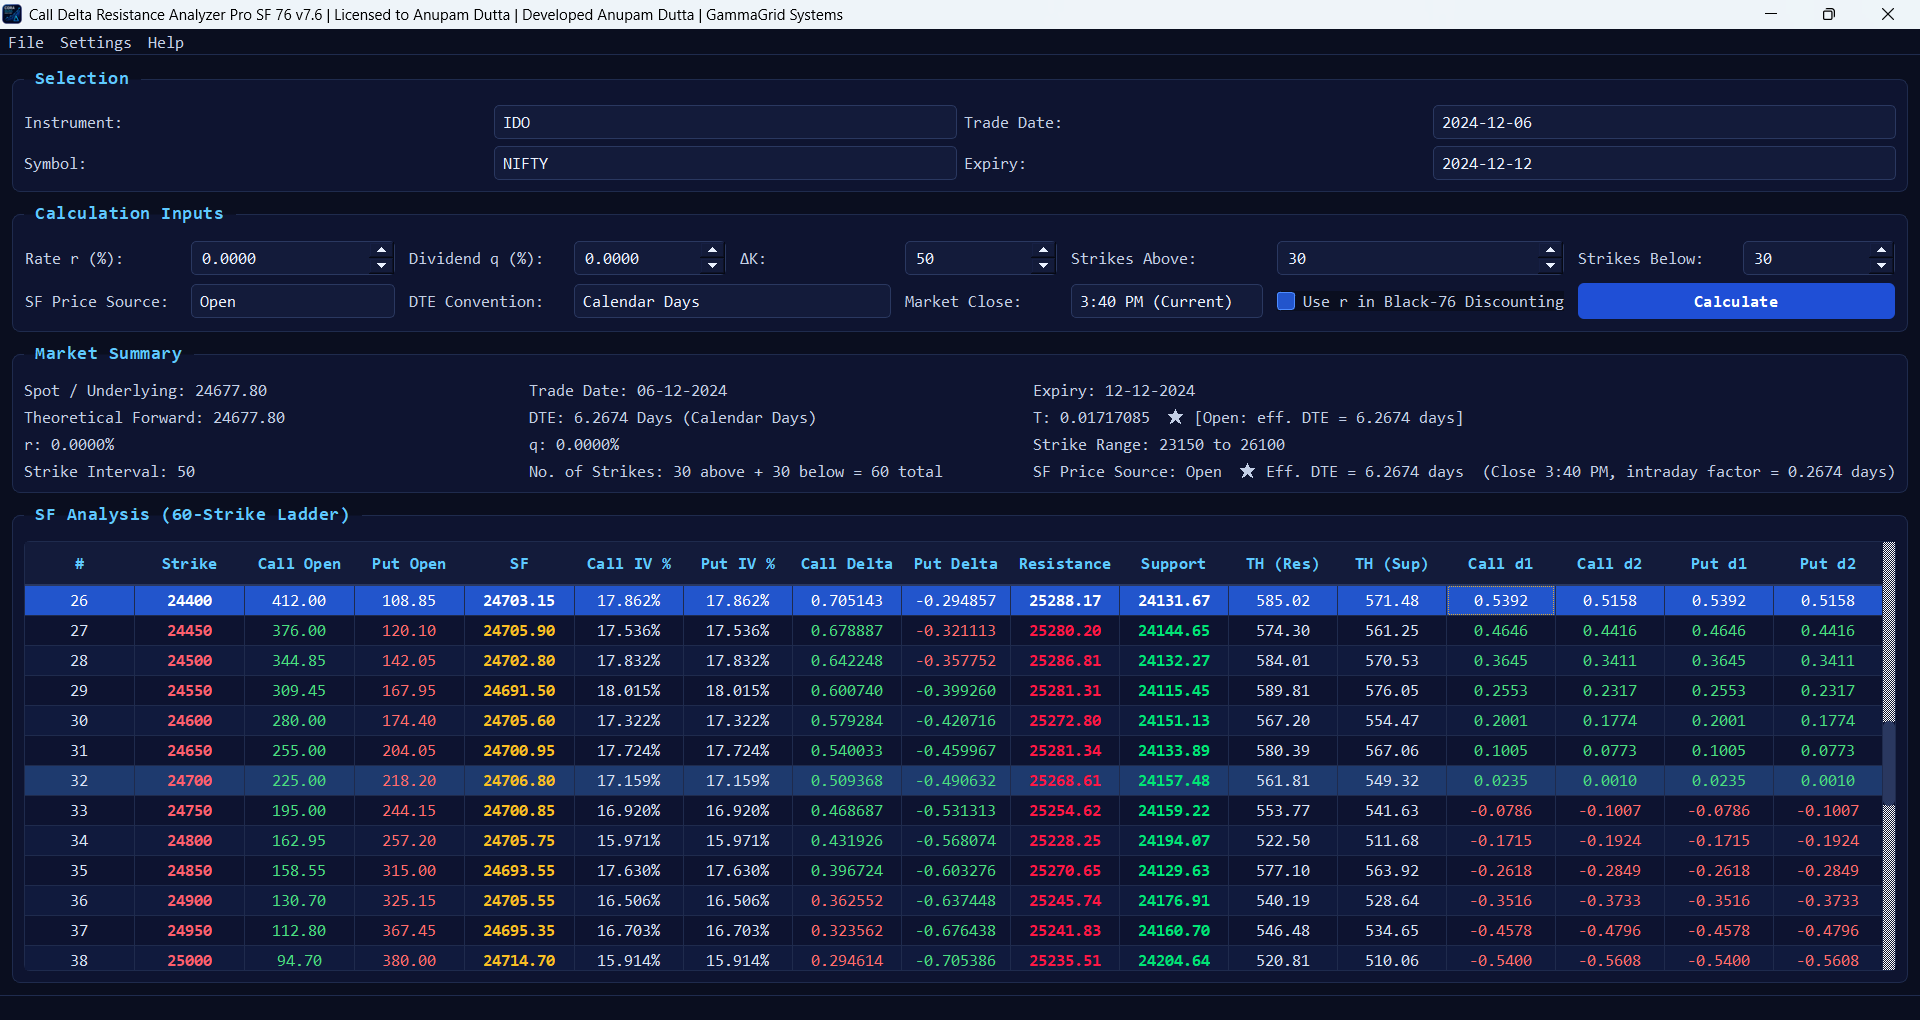 Call Delta Resistance Analyzer Pro SF 76 v7.6 | Licensed to Anupam Dutta | Developed Anupam Dutta | GammaGrid Systems
File Settings Help
Selection
Instrument: IDO Trade Date: 2024-12-06
Symbol: NIFTY Expiry: 2024-12-12
Calculation Inputs
Rate r (%): 0.0000 Dividend q (%): 0.0000 ΔK: 50 Strikes Above: 30 Strikes Below: 30
SF Price Source: Open DTE Convention: Calendar Days Market Close: 3:40 PM (Current) Use r in Black-76 Discounting Calculate
Market Summary
Spot / Underlying: 24677.80 Trade Date: 06-12-2024 Expiry: 12-12-2024
Theoretical Forward: 24677.80 DTE: 6.2674 Days (Calendar Days) T: 0.01717085 ★ [Open: eff. DTE = 6.2674 days]
r: 0.0000% q: 0.0000% Strike Range: 23150 to 26100
Strike Interval: 50 No. of Strikes: 30 above + 30 below = 60 total SF Price Source: Open ★ Eff. DTE = 6.2674 days (Close 3:40 PM, intraday factor = 0.2674 days)
SF Analysis (60-Strike Ladder)
# Strike Call Open Put Open SF Call IV % Put IV % Call Delta Put Delta Resistance Support TH (Res) TH (Sup) Call d1 Call d2 Put d1 Put d2
26 24400 412.00 108.85 24703.15 17.862% 17.862% 0.705143 -0.294857 25288.17 24131.67 585.02 571.48 0.5392 0.5158 0.5392 0.5158
27 24450 376.00 120.10 24705.90 17.536% 17.536% 0.678887 -0.321113 25280.20 24144.65 574.30 561.25 0.4646 0.4416 0.4646 0.4416
28 24500 344.85 142.05 24702.80 17.832% 17.832% 0.642248 -0.357752 25286.81 24132.27 584.01 570.53 0.3645 0.3411 0.3645 0.3411
29 24550 309.45 167.95 24691.50 18.015% 18.015% 0.600740 -0.399260 25281.31 24115.45 589.81 576.05 0.2553 0.2317 0.2553 0.2317
30 24600 280.00 174.40 24705.60 17.322% 17.322% 0.579284 -0.420716 25272.80 24151.13 567.20 554.47 0.2001 0.1774 0.2001 0.1774
31 24650 255.00 204.05 24700.95 17.724% 17.724% 0.540033 -0.459967 25281.34 24133.89 580.39 567.06 0.1005 0.0773 0.1005 0.0773
32 24700 225.00 218.20 24706.80 17.159% 17.159% 0.509368 -0.490632 25268.61 24157.48 561.81 549.32 0.0235 0.0010 0.0235 0.0010
33 24750 195.00 244.15 24700.85 16.920% 16.920% 0.468687 -0.531313 25254.62 24159.22 553.77 541.63 -0.0786 -0.1007 -0.0786 -0.1007
34 24800 162.95 257.20 24705.75 15.971% 15.971% 0.431926 -0.568074 25228.25 24194.07 522.50 511.68 -0.1715 -0.1924 -0.1715 -0.1924
35 24850 158.55 315.00 24693.55 17.630% 17.630% 0.396724 -0.603276 25270.65 24129.63 577.10 563.92 -0.2618 -0.2849 -0.2618 -0.2849
36 24900 130.70 325.15 24705.55 16.506% 16.506% 0.362552 -0.637448 25245.74 24176.91 540.19 528.64 -0.3516 -0.3733 -0.3516 -0.3733
37 24950 112.80 367.45 24695.35 16.703% 16.703% 0.323562 -0.676438 25241.83 24160.70 546.48 534.65 -0.4578 -0.4796 -0.4578 -0.4796
38 25000 94.70 380.00 24714.70 15.914% 15.914% 0.294614 -0.705386 25235.51 24204.64 520.81 510.06 -0.5400 -0.5608 -0.5400 -0.5608